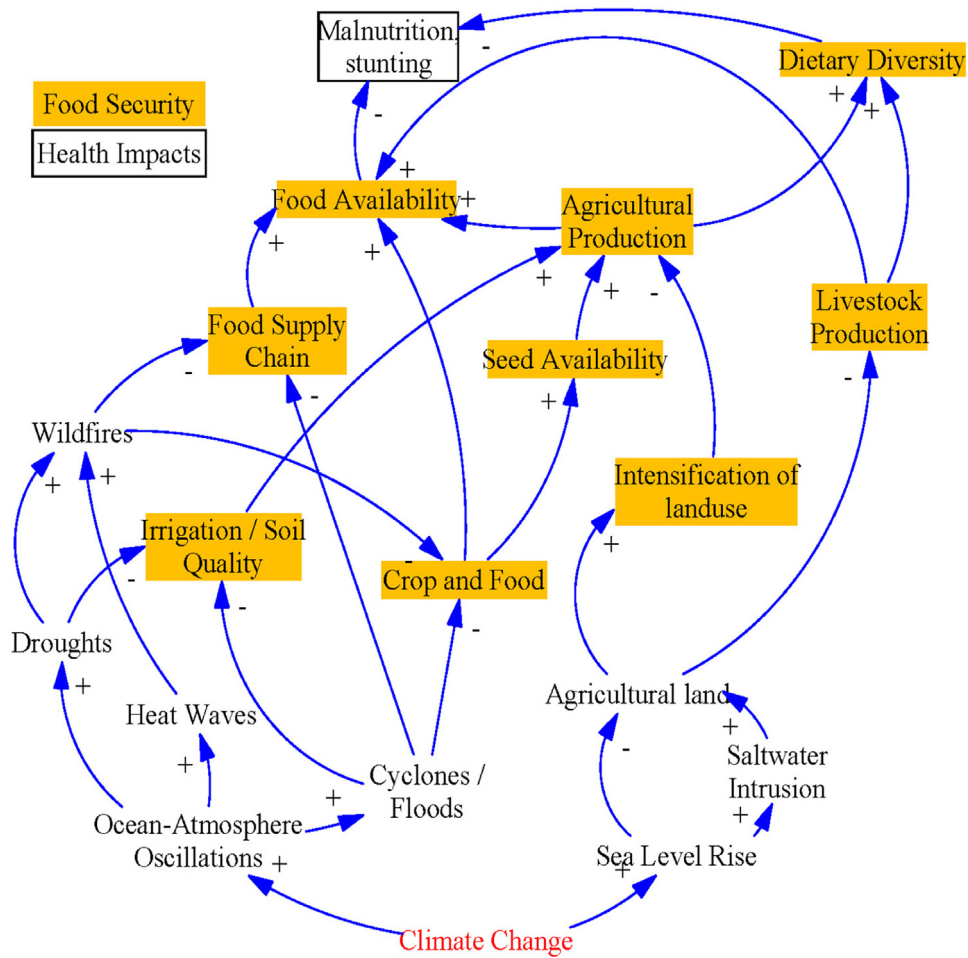 Malnutrition,
stunting
Dietary Diversity
Food Security
Health Impacts
Food Availability
Agricultural
Production
Livestock
Production
Food Supply
Chain
Seed Availability
Wildfires
Intensification of
landuse
Irrigation / Soil
Quality
Crop and Food
Droughts
Agricultural land
Heat Waves
Saltwater
Intrusion
Cyclones /
Floods
Ocean-Atmosphere
Oscillations
Sea Level Rise
Climate Change
-
-
+
+
+
+
+
+
+
+
-
-
-
-
+
+
+
-
-
-
-
+
+
-
+
+
+
+
+
+